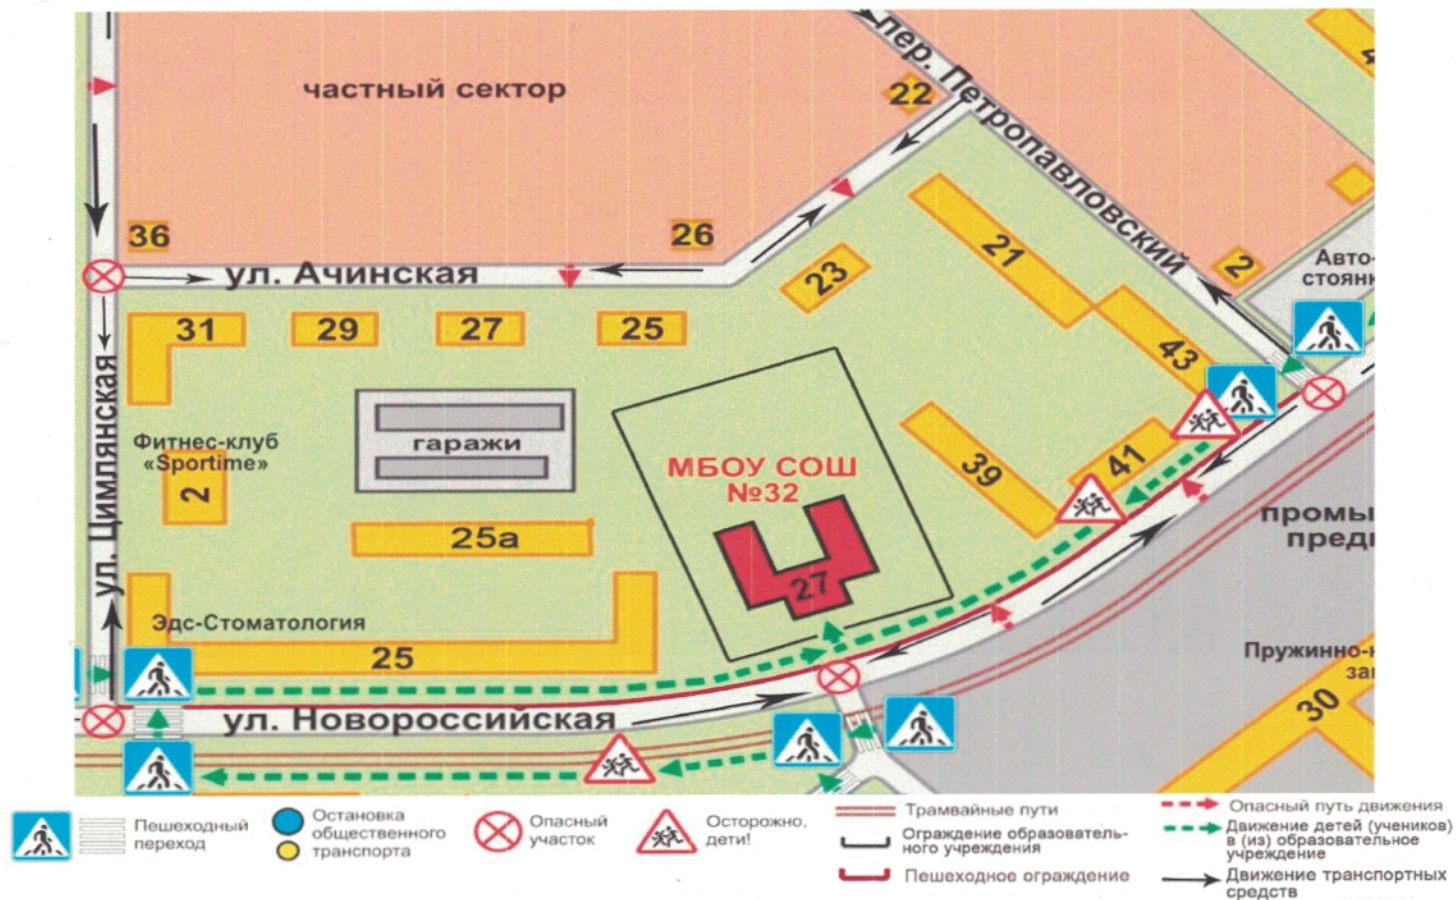 частный сектор
22
пер. Петропавловский
4
36
26
ул. Ачинская
23
21
2
Авто-
стоянк
31
29
27
25
43
ул. Цимлянская
Фитнес-клуб
«Sportime»
2
гаражи
МБОУ СОШ
№32
39
41
25а
27
промы
предп
Эдс-Стоматология
25
Пружинно-н
зав
30
ул. Новороссийская
Пешеходный
переход
Остановка
общественного
транспорта
Опасный
участок
Осторожно,
дети!
Трамвайные пути
Ограждение образователь-
ного учреждения
Пешеходное ограждение
Опасный путь движения
Движение детей (учеников)
в (из) образовательное
учреждение
Движение транспортных
средств